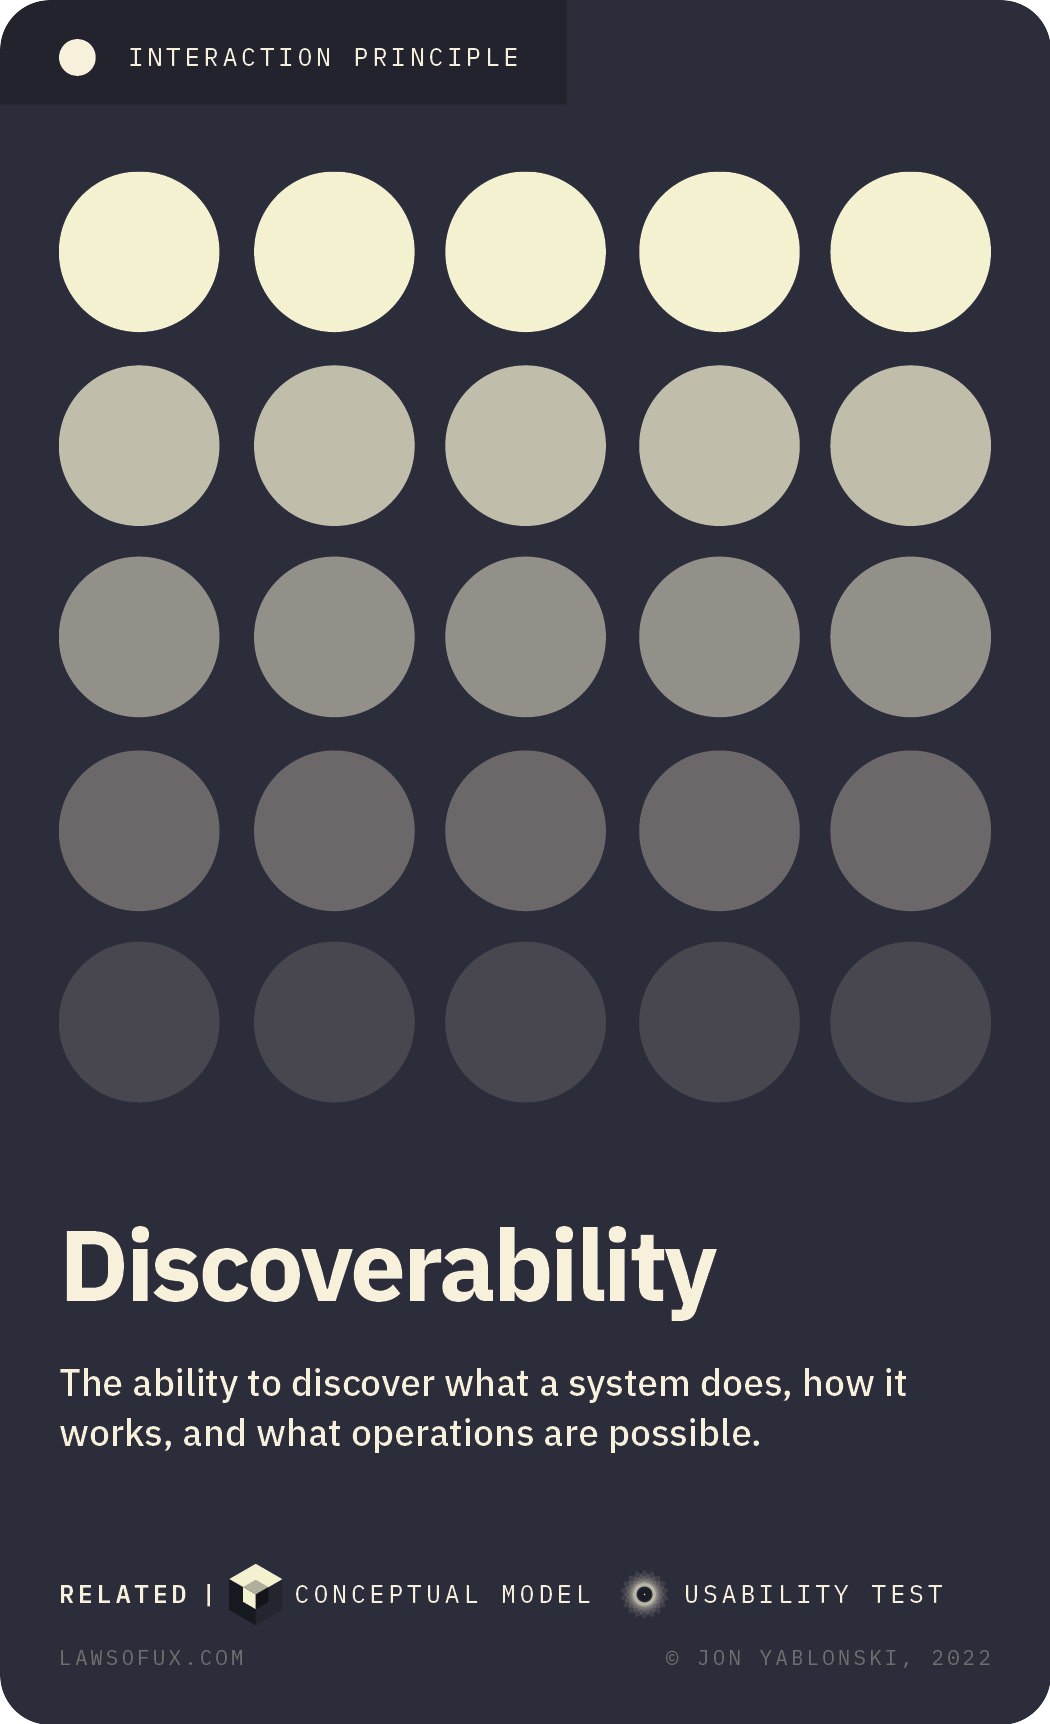 INTERACTION PRINCIPLE
Discoverability
The ability to discover what a system does, how it
works, and what operations are possible.
RELATED | CONCEPTUAL MODEL USABILITY TEST
LAWSOFUX.COM © JON YABLONSKI, 2022